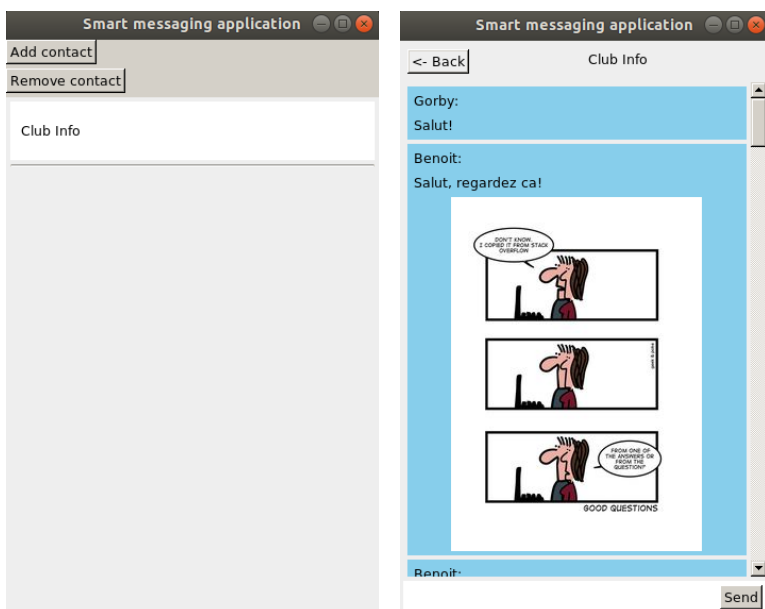 Smart messaging application
Add contact
Remove contact
Club Info
Smart messaging application
<- Back
Club Info
Gorby:
Salut!
Benoit:
Salut, regardez ca!
DON'T KNOW.
I COPIED IT FROM STACK
OVERFLOW
FROM ONE OF
THE ANSWERS OR
FROM THE
QUESTION?
GOOD QUESTIONS
Benoit:
Send